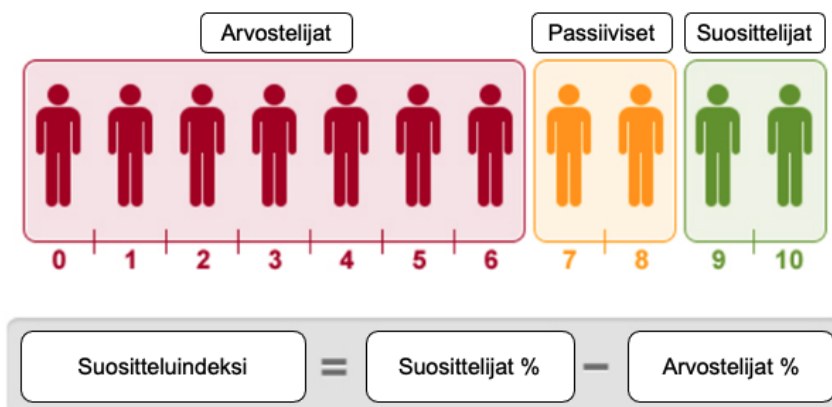 Arvostelijat Passiiviset Suosittelijat
0 1 2 3 4 5 6 7 8 9 10
Suositteluindeksi = Suosittelijat % – Arvostelijat %